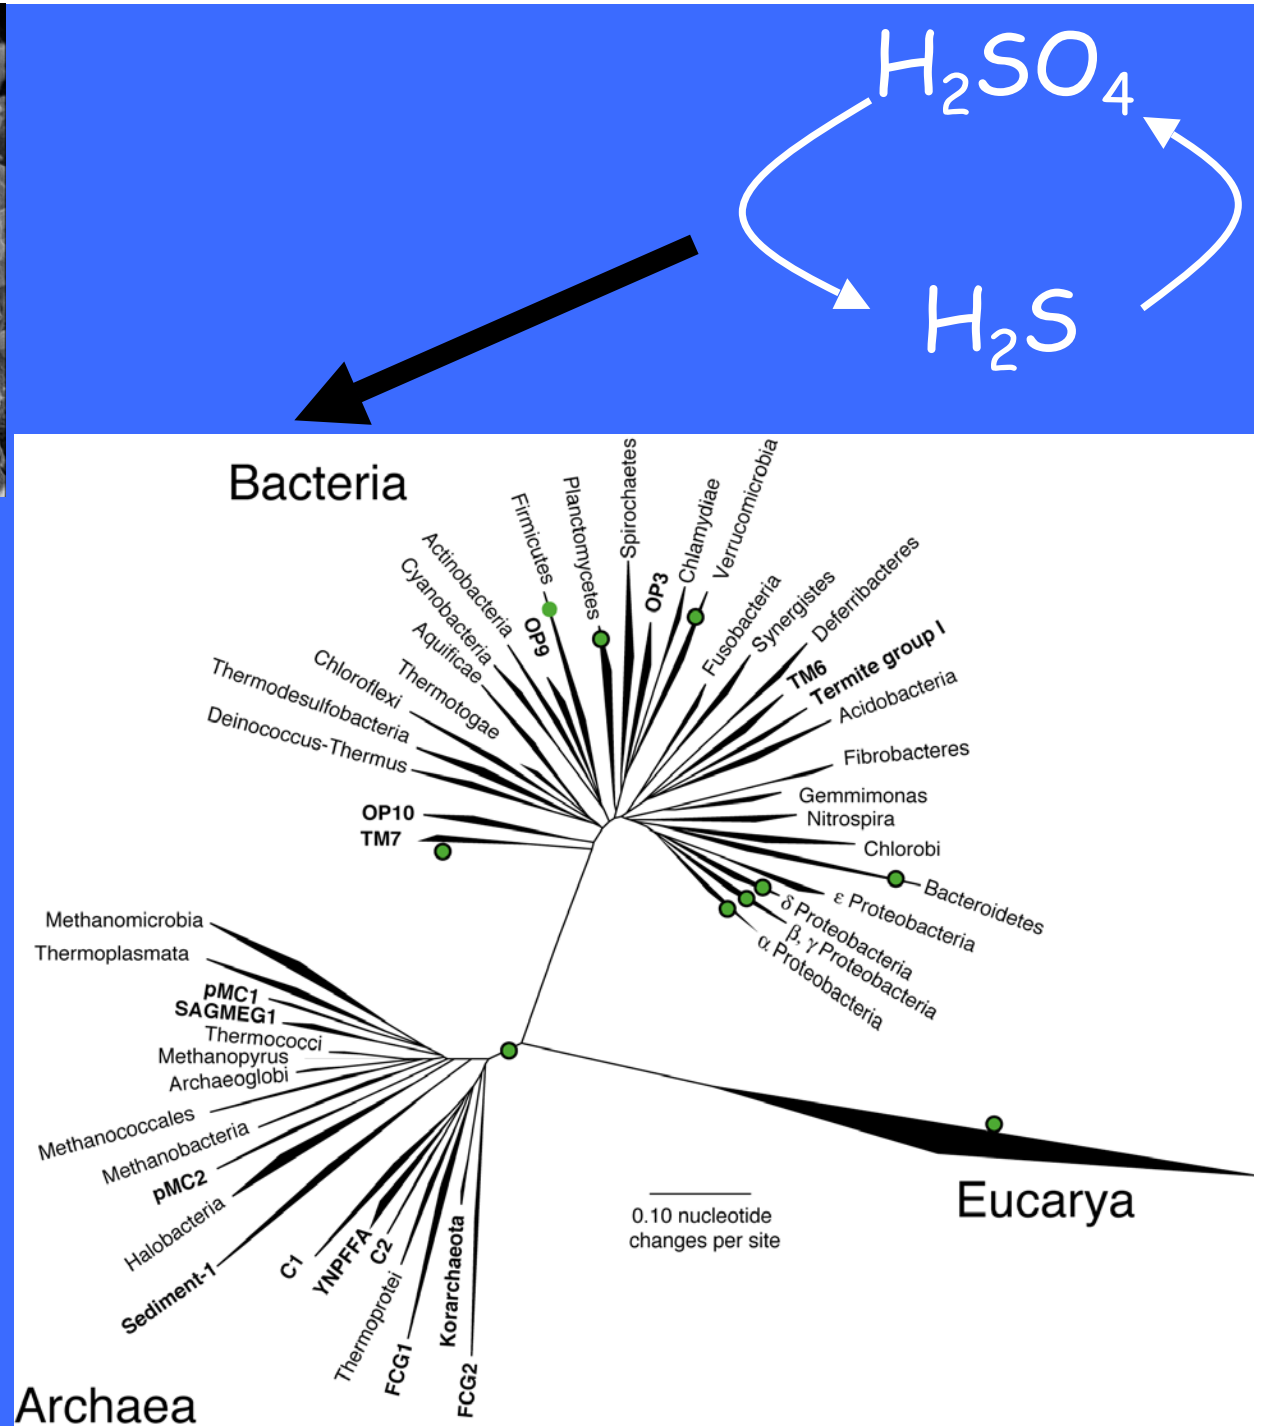 H₂SO₄
H₂S
Bacteria
Spirochaetes
Verrucomicrobia
Planctomycetes
Chlamydiae
Firmicutes
Actinobacteria
OP3
Cyanobacteria
OP9
Aquificae
Fusobacteria
Synergistes
Deferribacteres
Thermotogae
Chloroflexi
TM6
Termite group I
Thermodesulfobacteria
Acidobacteria
Deinococcus-Thermus
Fibrobacteres
Gemmimonas
OP10
Nitrospira
TM7
Chlorobi
Bacteroidetes
ε Proteobacteria
δ Proteobacteria
β, γ Proteobacteria
α Proteobacteria
Methanomicrobia
Thermoplasmata
pMC1
SAGMEG1
Thermococci
Methanopyrus
Archaeoglobi
Methanococcales
Methanobacteria
pMC2
Halobacteria
Sediment-1
C1
YNPFFA
C2
Thermoprotei
FCG1
Korarchaeota
FCG2
0.10 nucleotide
changes per site
Eucarya
Archaea